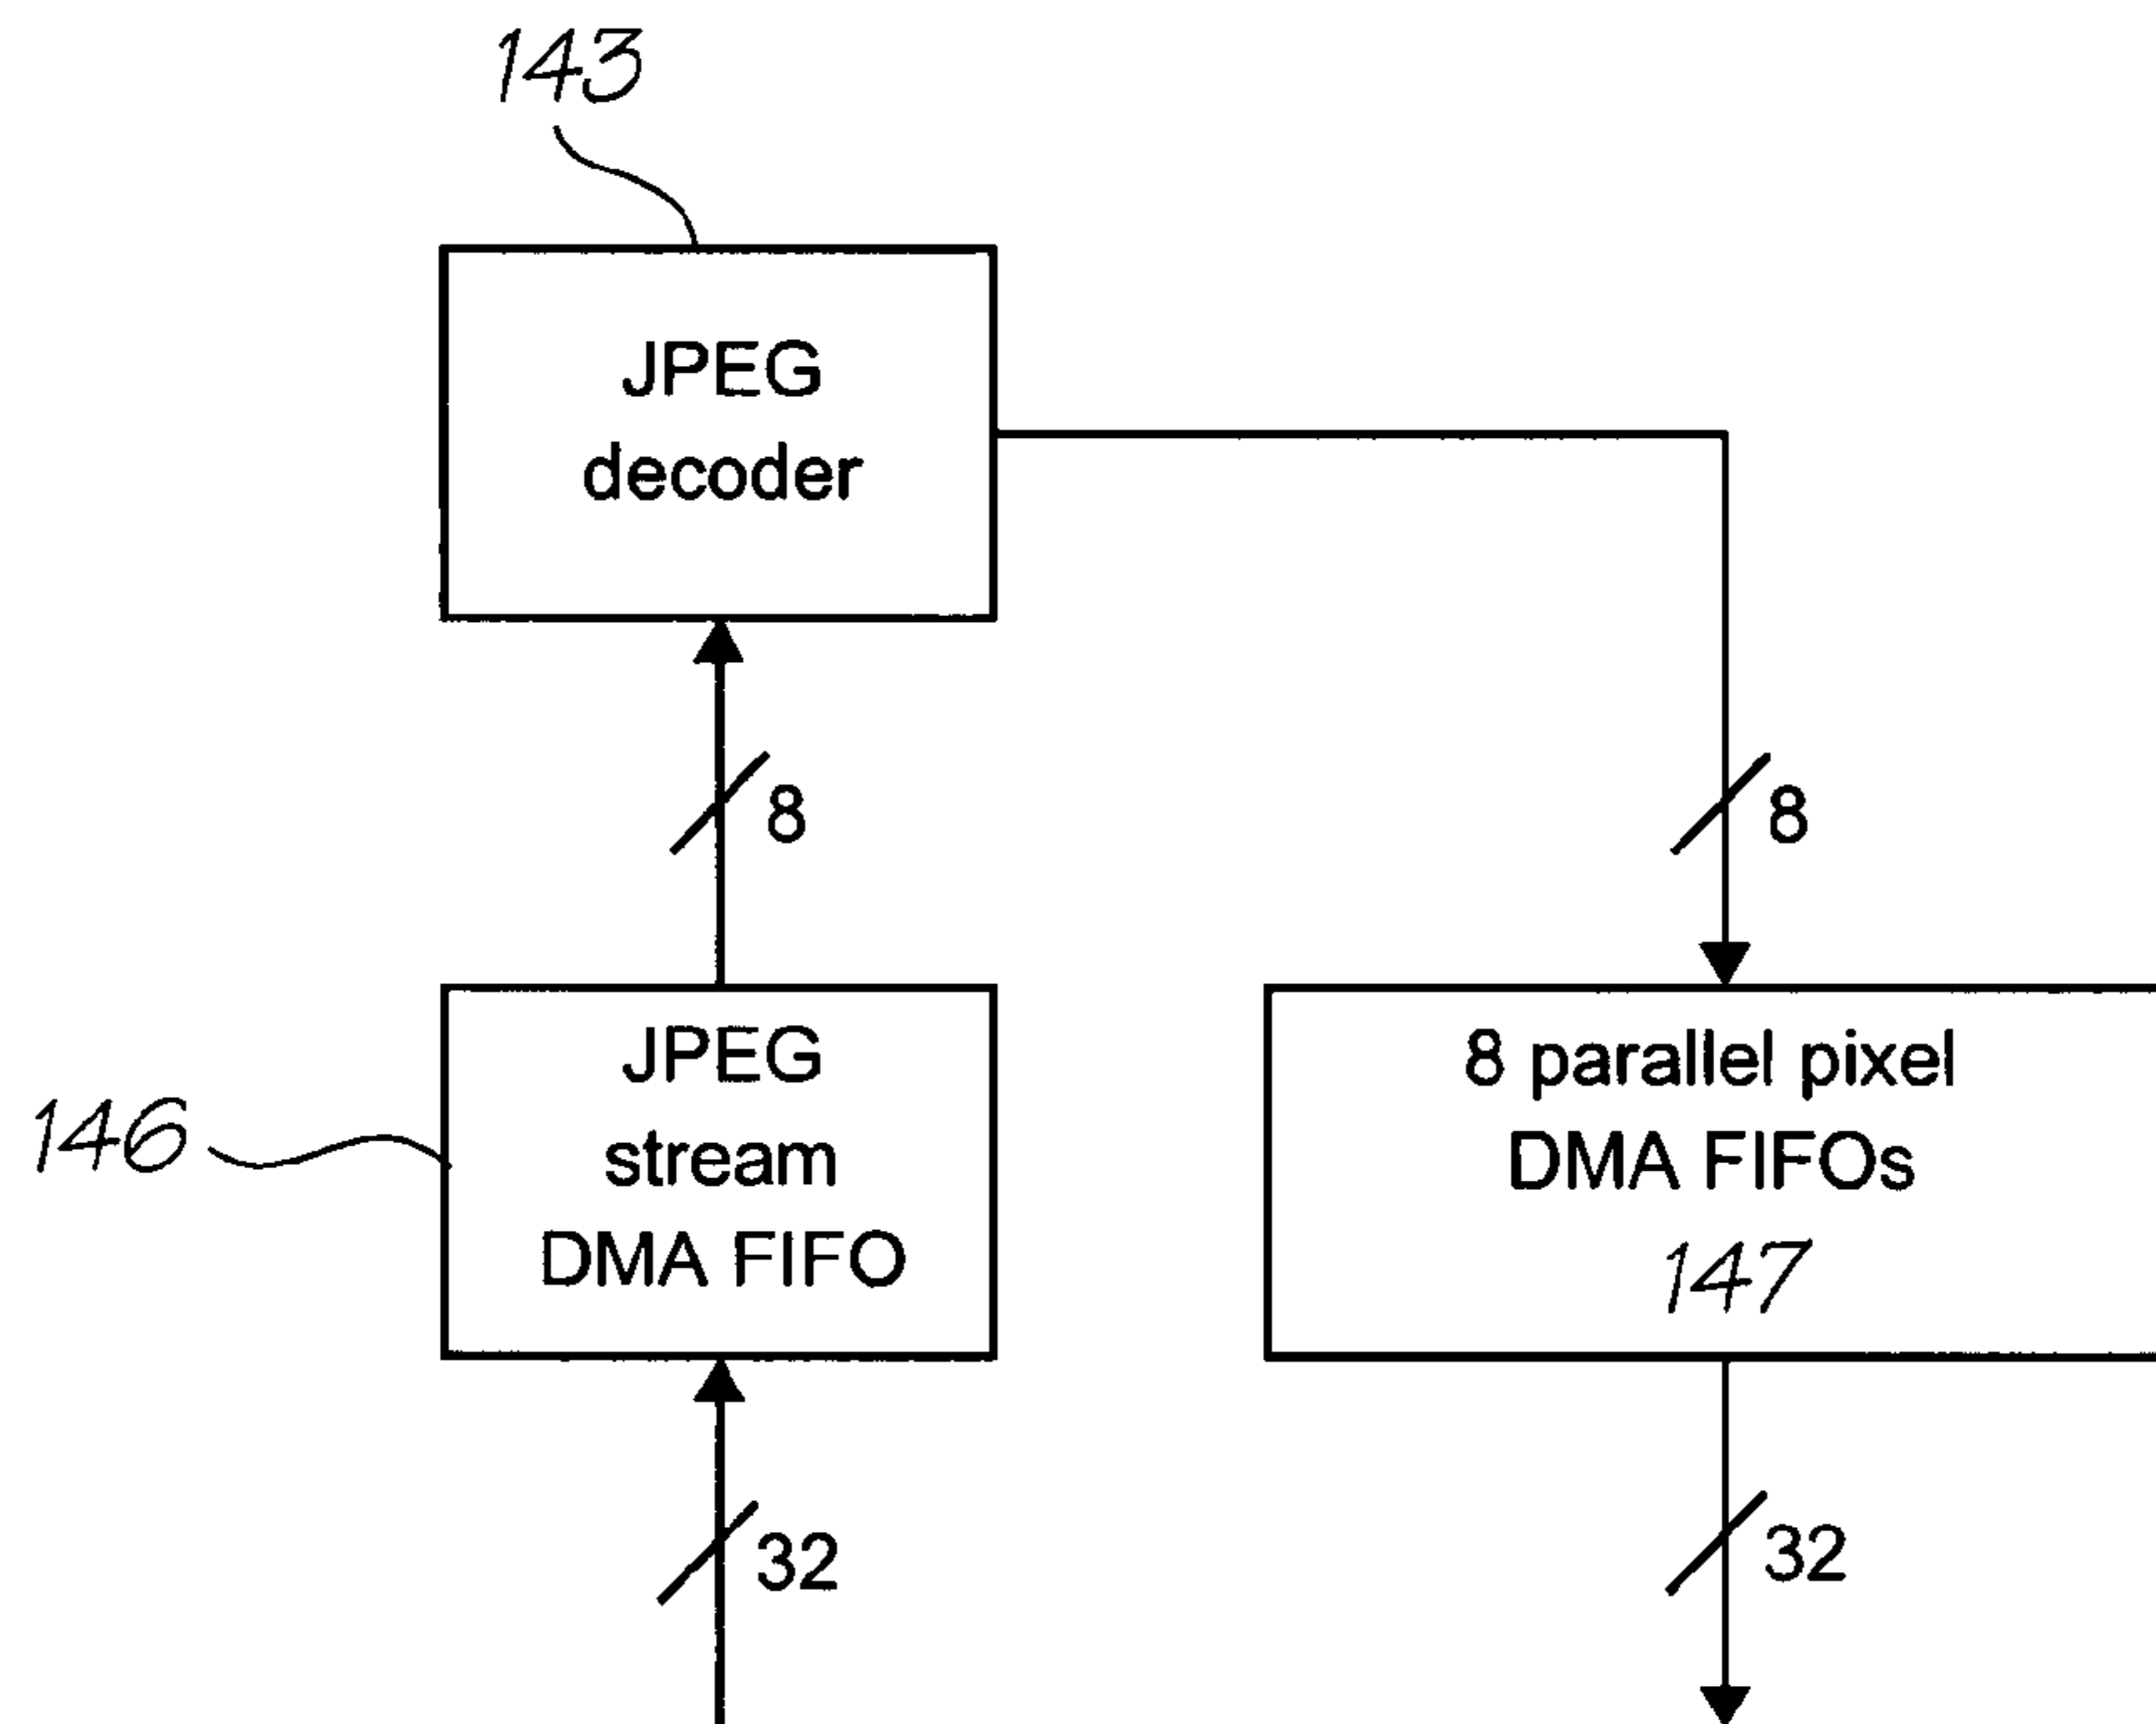 143
JPEG
decoder
8
8
JPEG
stream
DMA FIFO
146
8 parallel pixel
DMA FIFOs
147
32
32